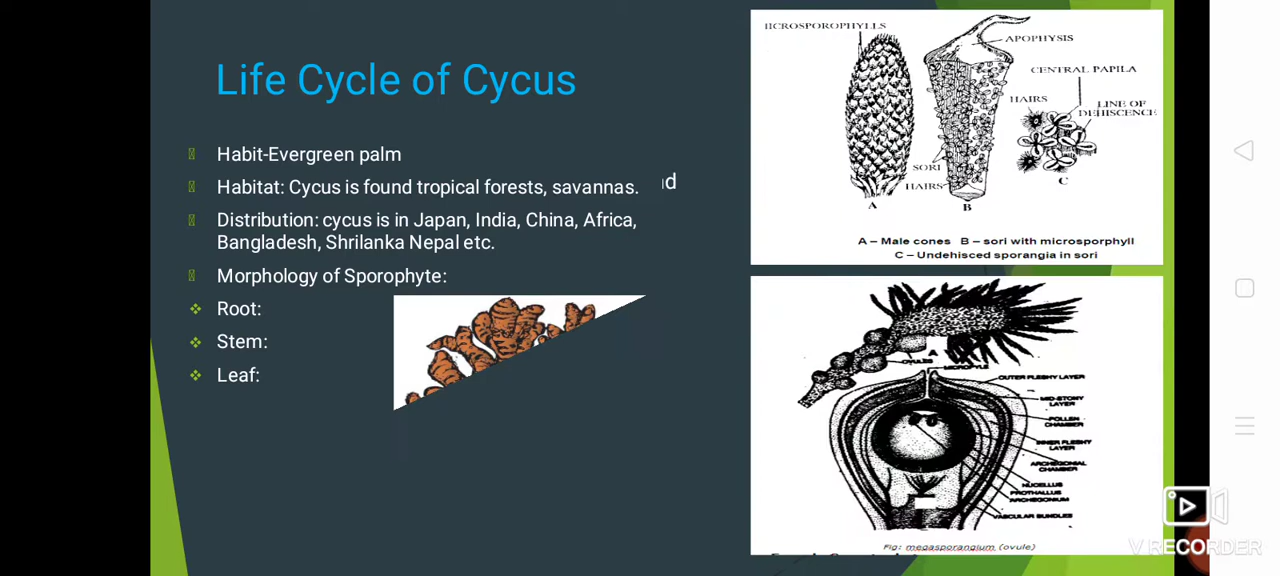 Life Cycle of Cycus
Habit-Evergreen palm
Habitat: Cycus is found tropical forests, savannas.
Distribution: cycus is in Japan, India, China, Africa,
Bangladesh, Shrilanka Nepal etc.
Morphology of Sporophyte:
Root:
Stem:
Leaf:
APOPHYSIS
CENTRAL PAPILA
HAIRS
LINE OF
DEHISCENCE
SORI
HAIRS
A
B
C
A – Male cones B – sori with microsporphyll
C – Undehisced sporangia in sori
A
OVULES
MICROPYLE
OUTER FLESHY LAYER
MID-STONY
LAYER
POLLEN
CHAMBER
INNER FLESHY
LAYER
ARCHEGONIAL
CHAMBER
NUCELLUS
PROTHALLUS
ARCHEGONIUM
VASCULAR BUNDLES
Fig: megasporangium (ovule)
V RECORDER